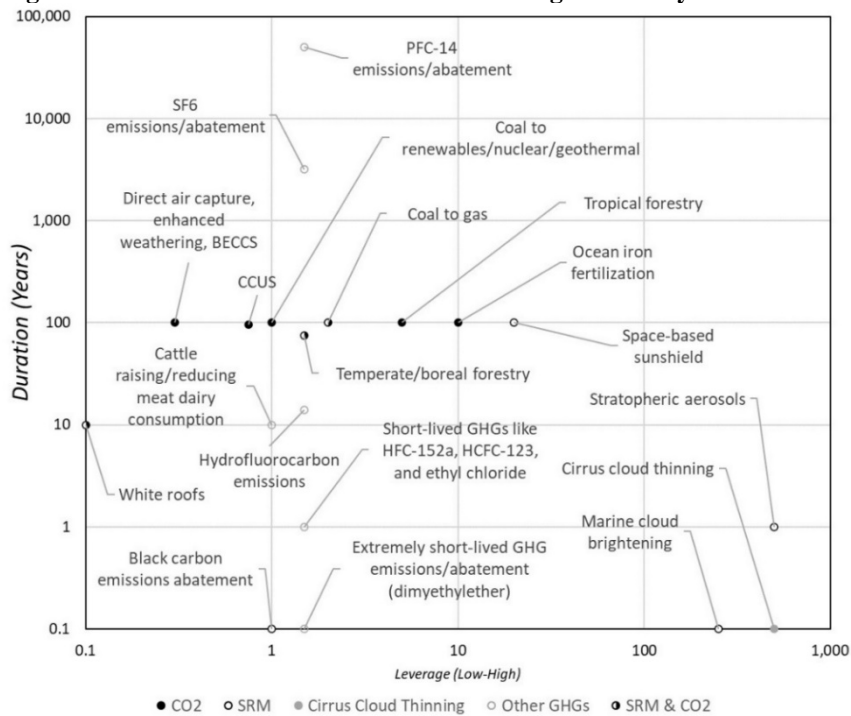 100,000
10,000
1,000
100
10
1
0.1
Duration (Years)
PFC-14
emissions/abatement
SF6
emissions/abatement
Coal to
renewables/nuclear/geothermal
Direct air capture,
enhanced
weathering, BECCS
Coal to gas
Tropical forestry
CCUS
Ocean iron
fertilization
Cattle
raising/reducing
meat dairy
consumption
Temperate/boreal forestry
Space-based
sunshield
Stratopheric aerosols
Short-lived GHGs like
HFC-152a, HCFC-123,
and ethyl chloride
Hydrofluorocarbon
emissions
Cirrus cloud thinning
White roofs
Marine cloud
brightening
Black carbon
emissions abatement
Extremely short-lived GHG
emissions/abatement
(dimyethylether)
0.1 1 10 100 1,000
Leverage (Low-High)
CO2 SRM Cirrus Cloud Thinning Other GHGs SRM & CO2